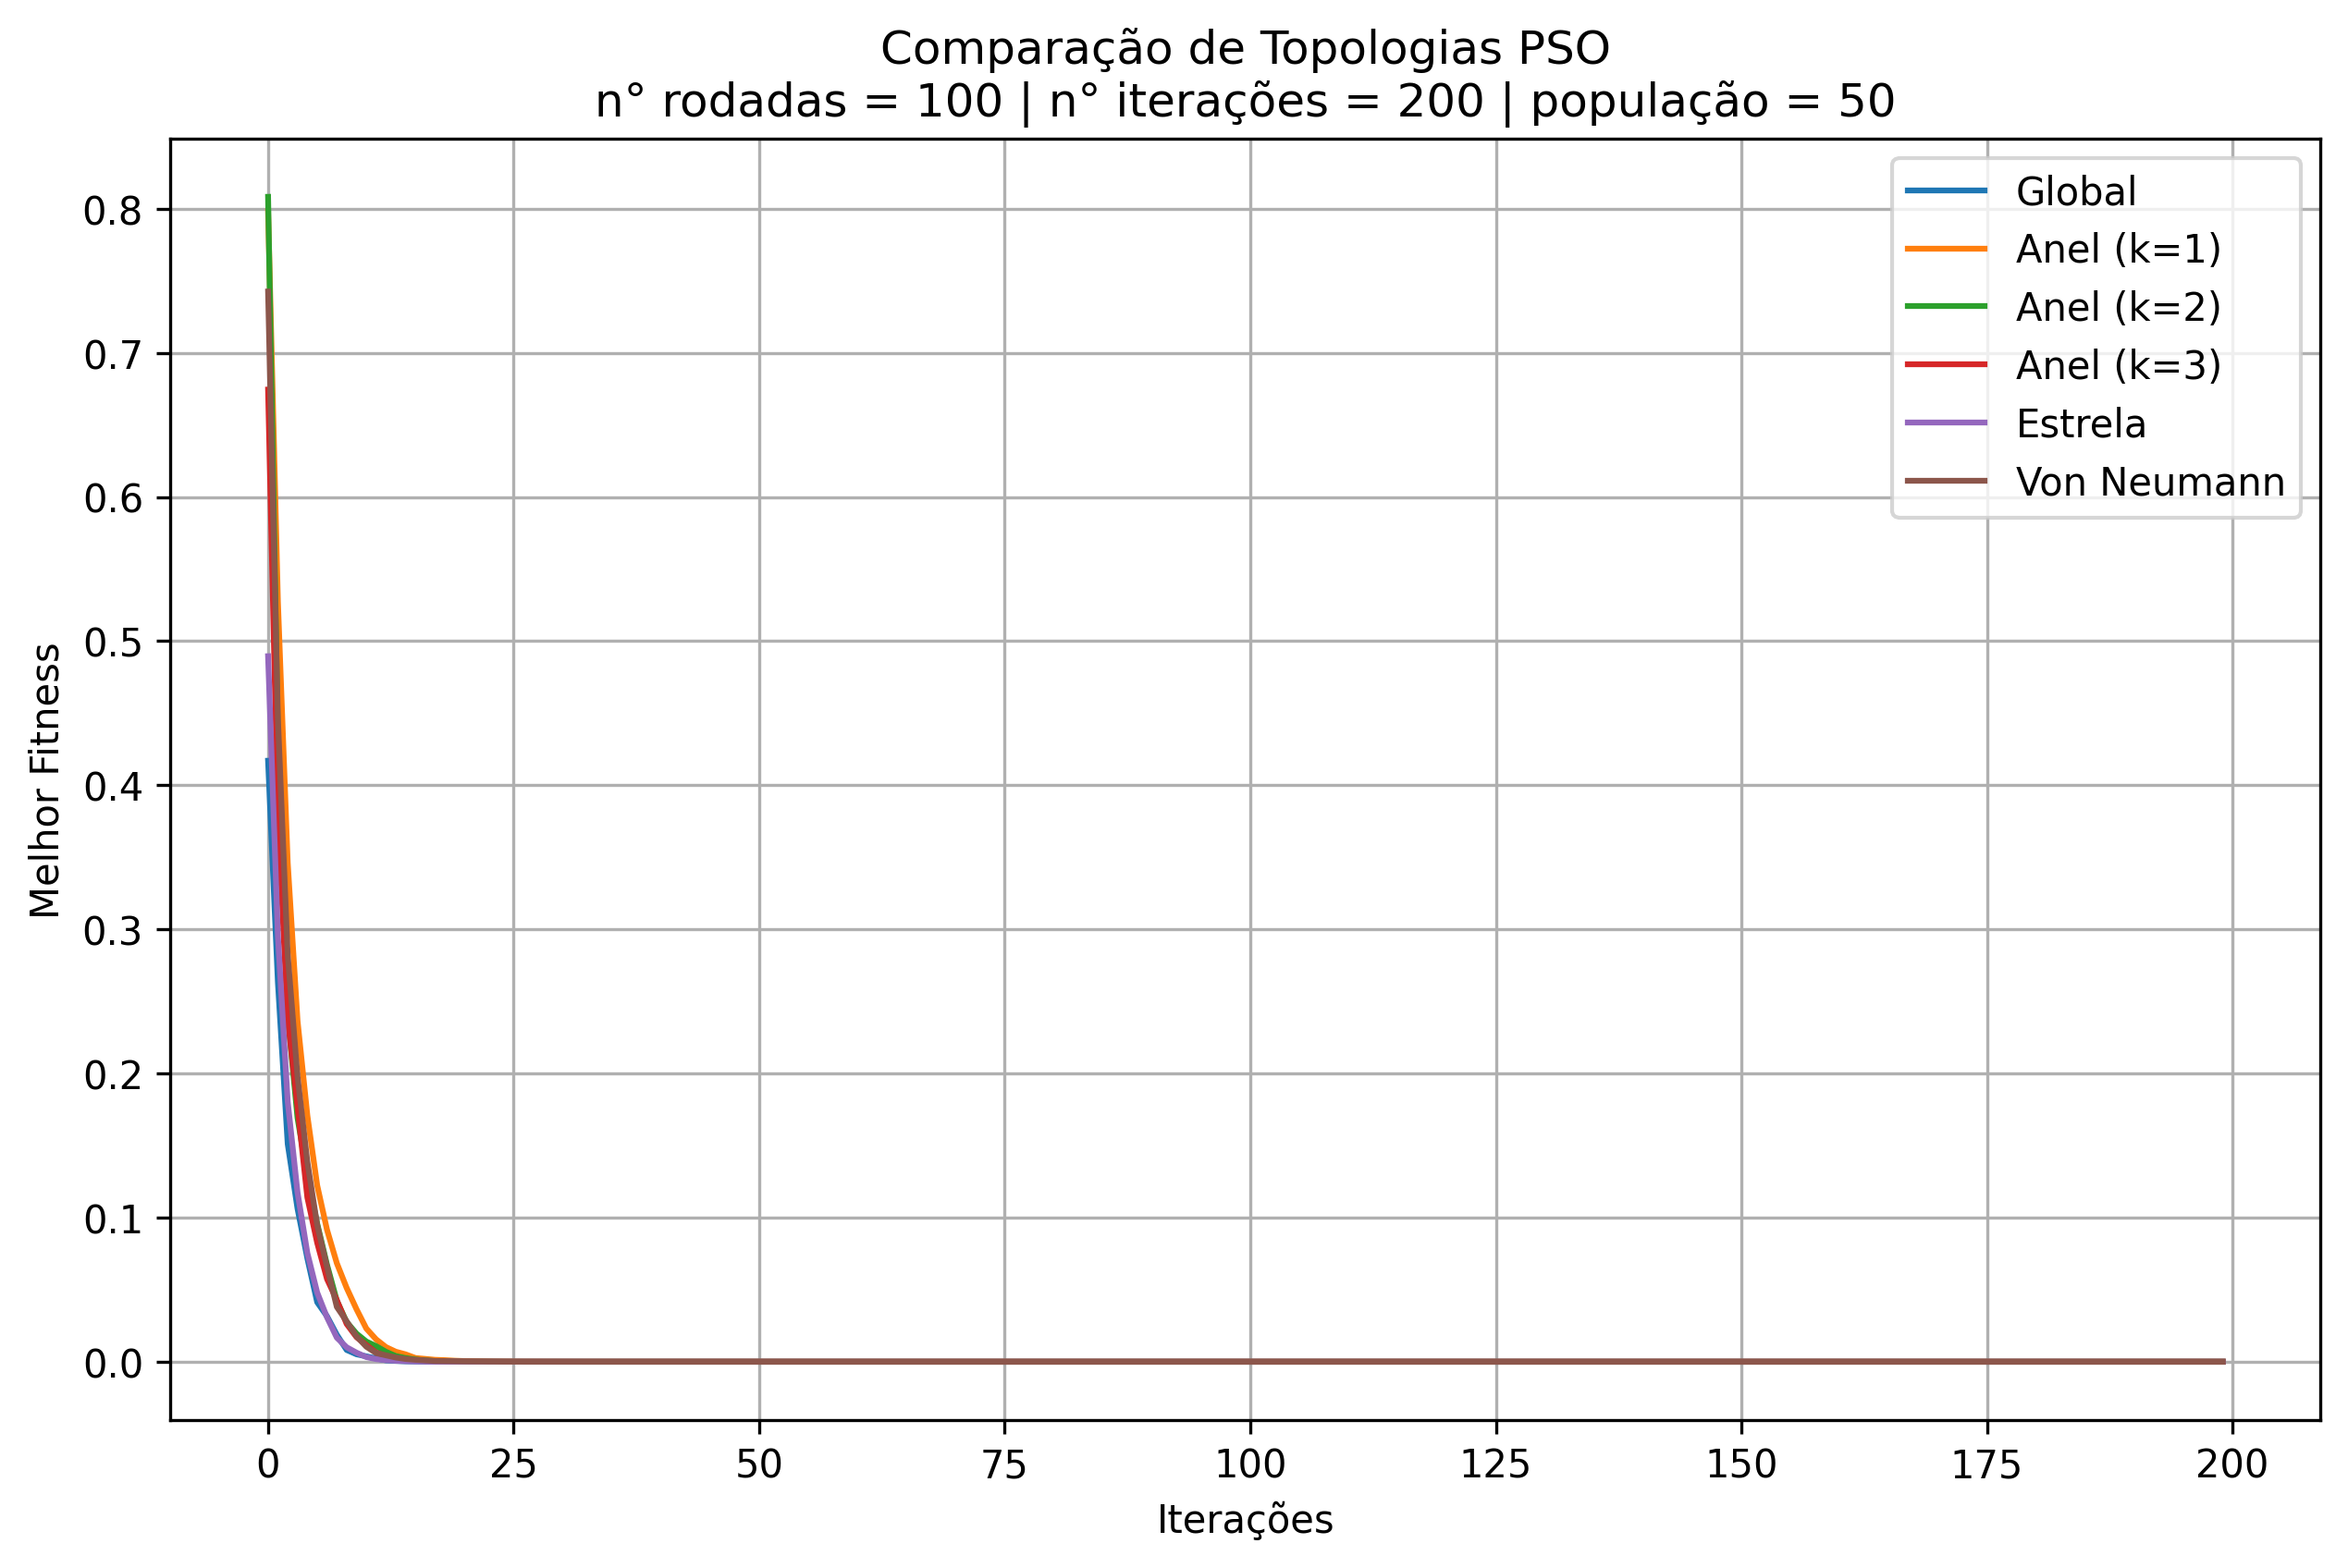 Comparação de Topologias PSO
n° rodadas = 100 | n° iterações = 200 | população = 50
Melhor Fitness
0.8
0.7
0.6
0.5
0.4
0.3
0.2
0.1
0.0
Global
Anel (k=1)
Anel (k=2)
Anel (k=3)
Estrela
Von Neumann
0 25 50 75 100 125 150 175 200
Iterações